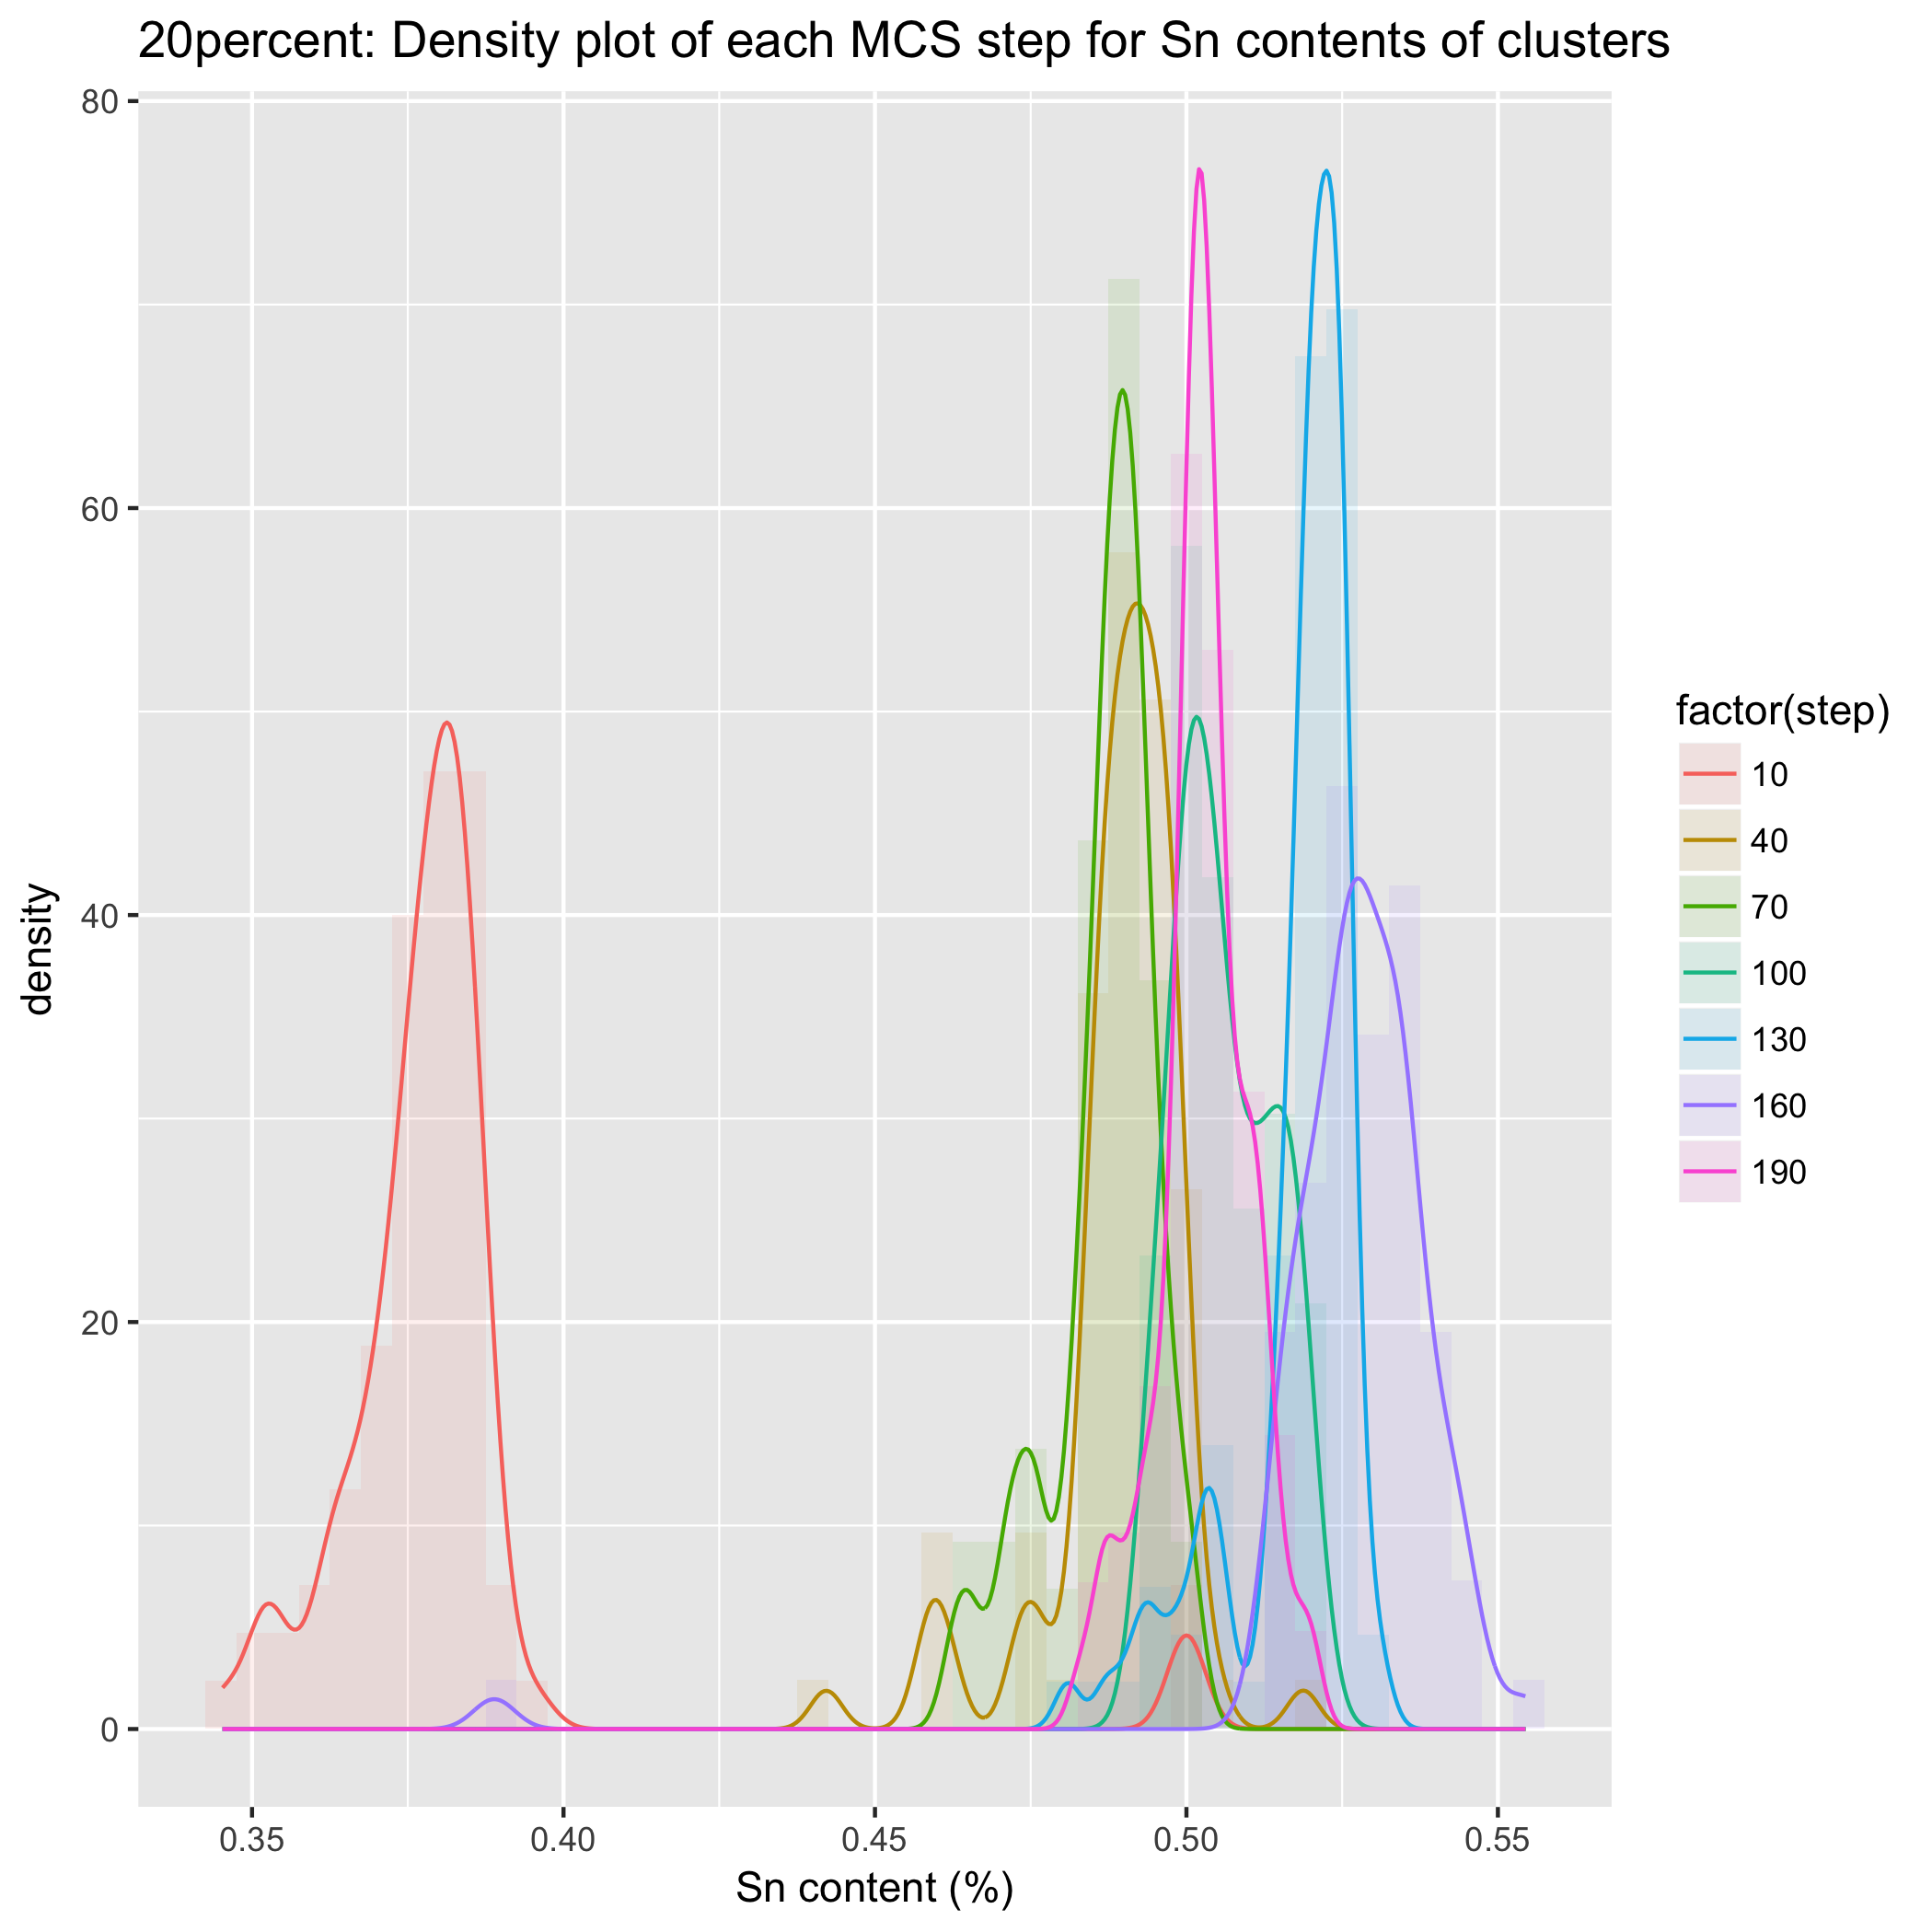 20percent: Density plot of each MCS step for Sn contents of clusters
80
60
40
20
0
density
0.35 0.40 0.45 0.50 0.55
Sn content (%)
factor(step)
10
40
70
100
130
160
190